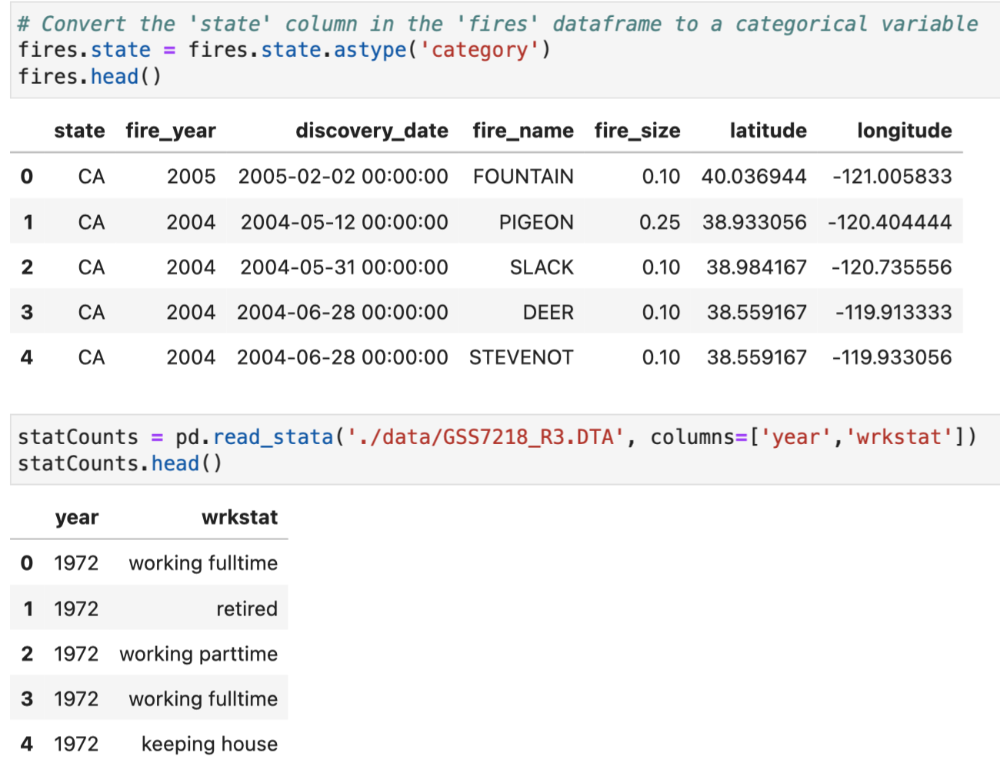 # Convert the 'state' column in the 'fires' dataframe to a categorical variable
fires.state = fires.state.astype('category')
fires.head()
state fire_year discovery_date fire_name fire_size latitude longitude
0 CA 2005 2005-02-02 00:00:00 FOUNTAIN 0.10 40.036944 -121.005833
1 CA 2004 2004-05-12 00:00:00 PIGEON 0.25 38.933056 -120.404444
2 CA 2004 2004-05-31 00:00:00 SLACK 0.10 38.984167 -120.735556
3 CA 2004 2004-06-28 00:00:00 DEER 0.10 38.559167 -119.913333
4 CA 2004 2004-06-28 00:00:00 STEVENOT 0.10 38.559167 -119.933056
statCounts = pd.read_stata('./data/GSS7218_R3.DTA', columns=['year','wrkstat'])
statCounts.head()
year wrkstat
0 1972 working fulltime
1 1972 retired
2 1972 working parttime
3 1972 working fulltime
4 1972 keeping house